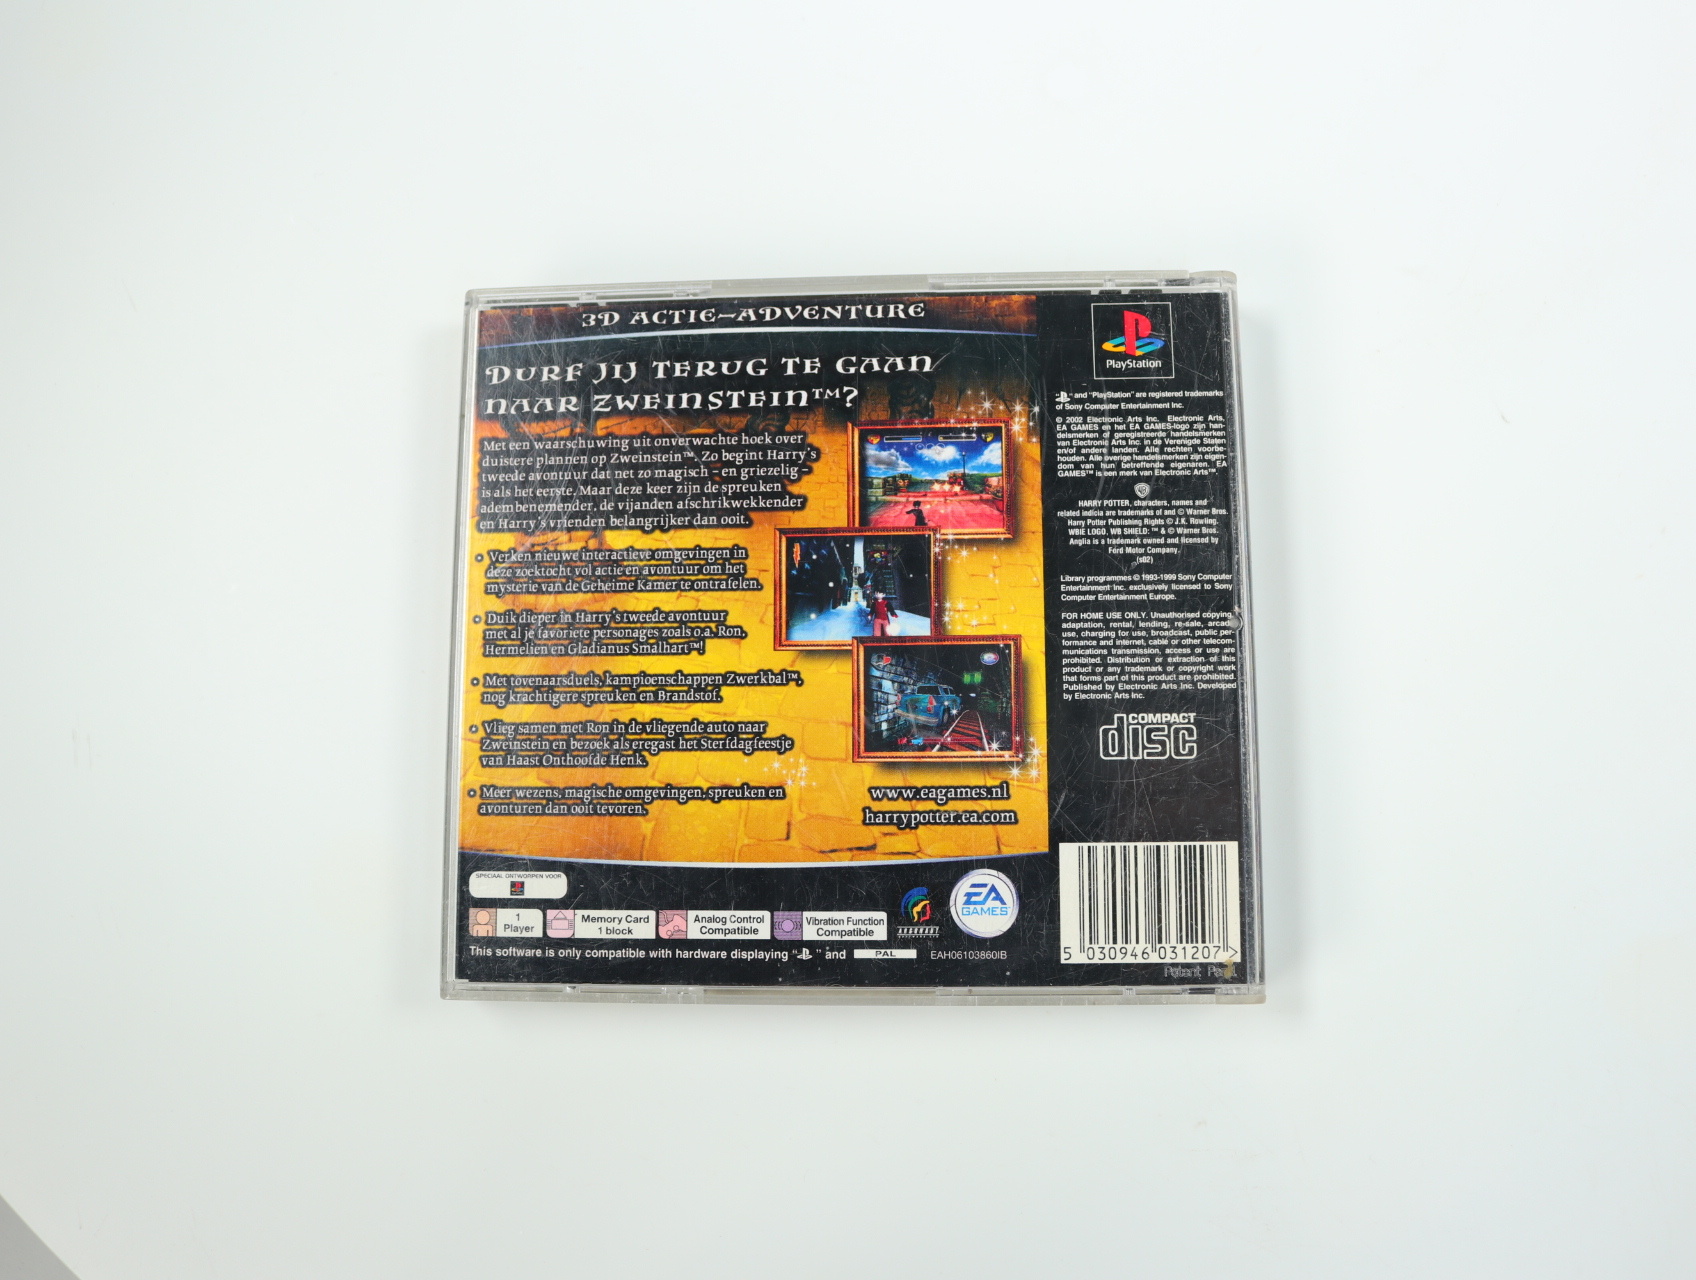 3D ACTIE-ADVENTURE
DURF JIJ TERUG TE GAAN
NAAR ZWEINSTEIN™?
Met een waarschuwing uit onverwachte hoek over
duistere plannen op Zweinstein™. Zo begint Harry's
tweede avontuur dat net zo magisch - en griezelig -
is als het eerste. Maar deze keer zijn de spreuken
adembenemender, de vijanden afschrikwekkender
en Harry's vrienden belangrijker dan ooit.
• Verken nieuwe interactieve omgevingen in
deze zoektocht vol actie en avontuur om het
mysterie van de Geheime Kamer te ontrafelen.
• Duik dieper in Harry's tweede avontuur
met al je favoriete personages zoals o.a. Ron,
Hermelien en Gladianus Smalhart™!
• Met tovenaarsduels, kampioenschappen Zwerkbal™,
nog krachtigere spreuken en Brandstof.
• Vlieg samen met Ron in de vliegende auto naar
Zweinstein en bezoek als eregast het Sterfdagfeestje
van Haast Onthoofde Henk.
• Meer wezens, magische omgevingen, spreuken en
avonturen dan ooit tevoren.
www.eagames.nl
harrypotter.ea.com
PlayStation
" " and "PlayStation" are registered trademarks
of Sony Computer Entertainment Inc.
© 2002 Electronic Arts Inc. Electronic Arts,
EA GAMES en het EA GAMES-logo zijn han-
delsmerken of geregistreerde handelsmerken
van Electronic Arts Inc. in de Verenigde Staten
en/of andere landen. Alle rechten voorbe-
houden. Alle overige handelsmerken zijn eigen-
dom van hun betreffende eigenaren. EA
GAMES™ is een merk van Electronic Arts™.
HARRY POTTER, characters, names and
related indicia are trademarks of and © Warner Bros.
Harry Potter Publishing Rights © J.K. Rowling.
WBIE LOGO, WB SHIELD: ™ & © Warner Bros.
Anglia is a trademark owned and licensed by
Ford Motor Company.
(s02)
Library programmes © 1993-1999 Sony Computer
Entertainment Inc. exclusively licensed to Sony
Computer Entertainment Europe.
FOR HOME USE ONLY. Unauthorised copying,
adaptation, rental, lending, re-sale, arcade
use, charging for use, broadcast, public per-
formance and internet, cable or other telecom-
munications transmission, access or use are
prohibited. Distribution or extraction of this
product or any trademark or copyright work
that forms part of this product are prohibited.
Published by Electronic Arts Inc. Developed
by Electronic Arts Inc.
COMPACT
disc
SPECIAAL ONTWORPEN VOOR
1
Player
Memory Card
1 block
Analog Control
Compatible
Vibration Function
Compatible
ARGONAUT
EA
GAMES™
This software is only compatible with hardware displaying " " and PAL
EAH06103860IB
5 030946 031207 >
Patent